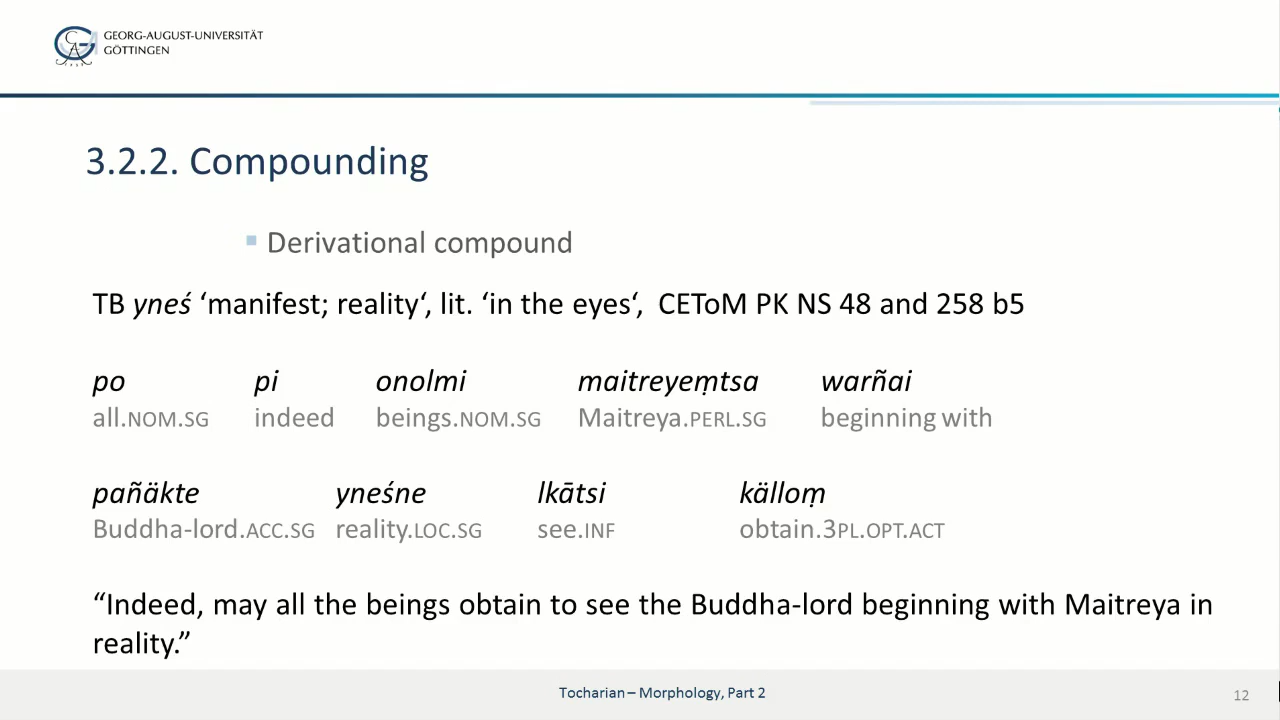 GEORG-AUGUST-UNIVERSITÄT
GÖTTINGEN
3.2.2. Compounding
Derivational compound
TB yneś ‘manifest; reality‘, lit. ‘in the eyes‘, CEToM PK NS 48 and 258 b5
po pi onolmi maitreyeṃtsa warñai
all.NOM.SG indeed beings.NOM.SG Maitreya.PERL.SG beginning with
pañäkte yneśne lkātsi källoṃ
Buddha-lord.ACC.SG reality.LOC.SG see.INF obtain.3PL.OPT.ACT
“Indeed, may all the beings obtain to see the Buddha-lord beginning with Maitreya in
reality.”
Tocharian – Morphology, Part 2
12